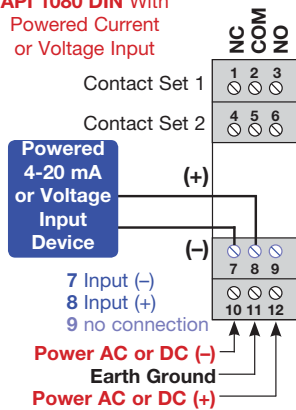 API 1080 DIN With
Powered Current
or Voltage Input
NC
COM
NO
Contact Set 1
1 2 3
Contact Set 2
4 5 6
Powered
4-20 mA
or Voltage
Input
Device
(+)
(–)
7 8 9
7 Input (–)
8 Input (+)
9 no connection
10 11 12
Power AC or DC (–)
Earth Ground
Power AC or DC (+)